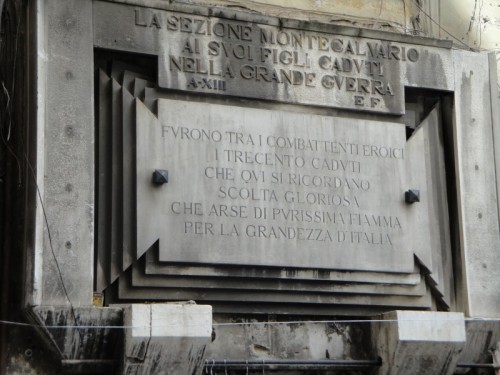 LA SEZIONE MONTECALVARIO
AI SVOI FIGLI CADVTI
NELLA GRANDE GVERRA
A·XIII E.F.
FVRONO TRA I COMBATTENTI EROICI
I TRECENTO CADVTI
CHE QVI SI RICORDANO
SCOLTA GLORIOSA
CHE ARSE DI PVRISSIMA FIAMMA
PER LA GRANDEZZA D'ITALIA